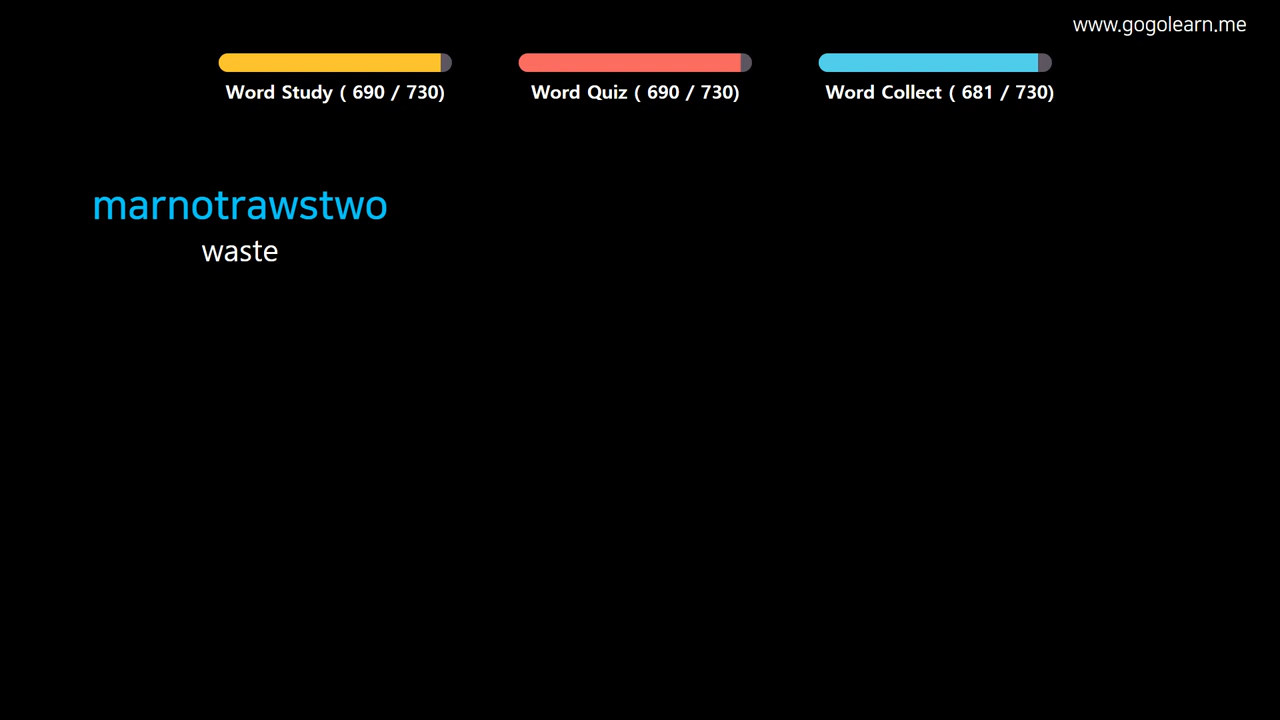 www.gogolearn.me
Word Study ( 690 / 730)
Word Quiz ( 690 / 730)
Word Collect ( 681 / 730)
marnotrawstwo
waste